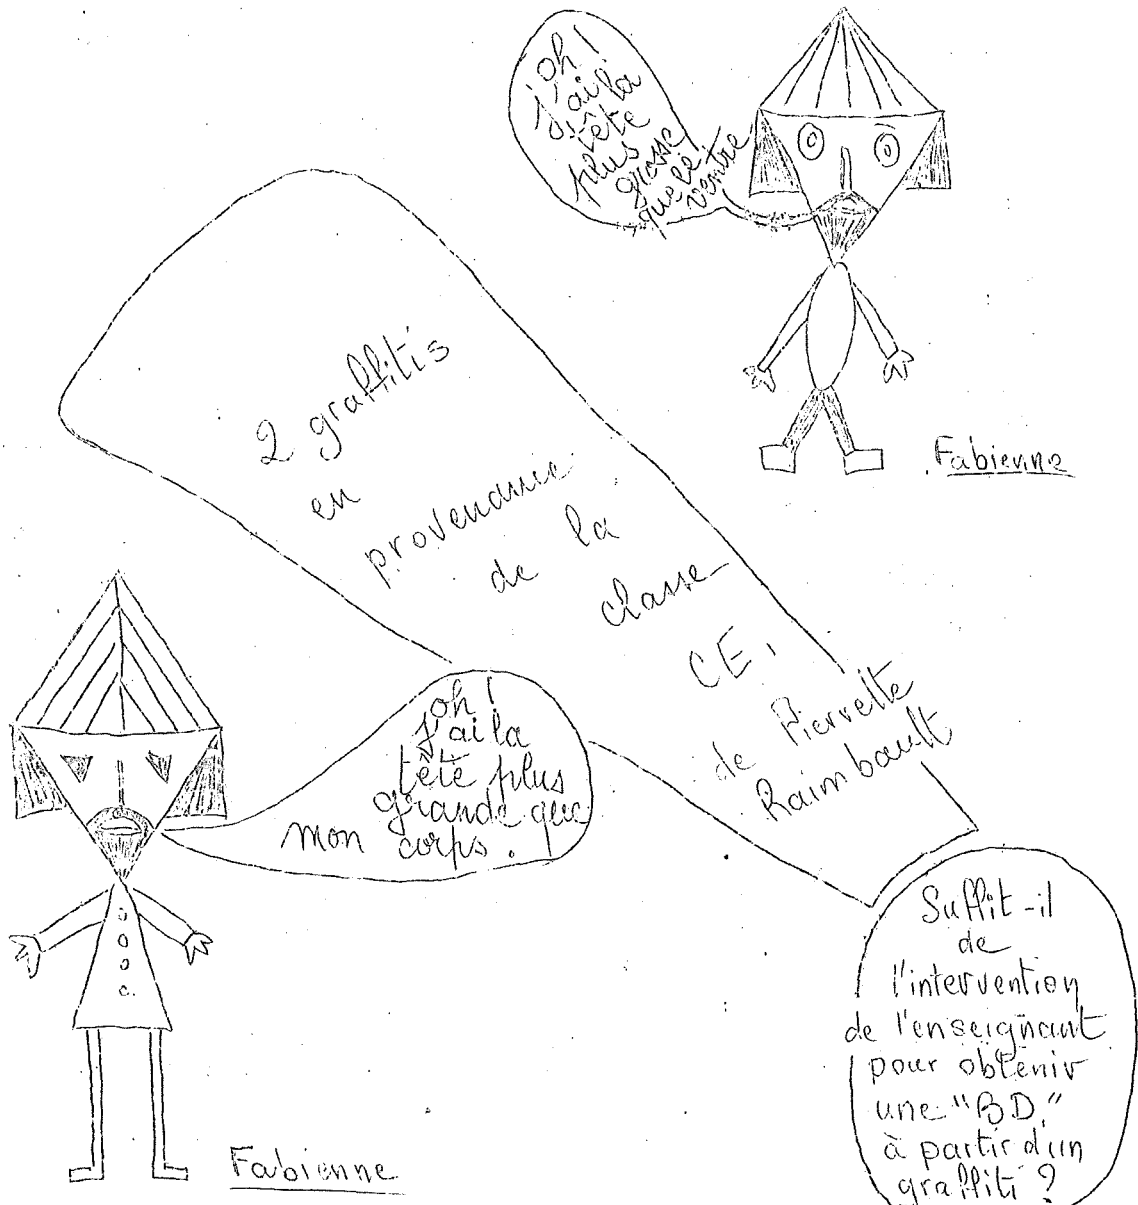 oh !
j'ai la
tête
plus
grosse
que le
ventre
Fabienne
2 graffitis
en
provenance
de la
classe
CE1
de Pierrette
Raimbault
oh !
j'ai la
tête plus
grande que
mon corps.
Fabienne
Suffit-il
de
l'intervention
de l'enseignant
pour obtenir
une "BD"
à partir d'un
graffiti ?